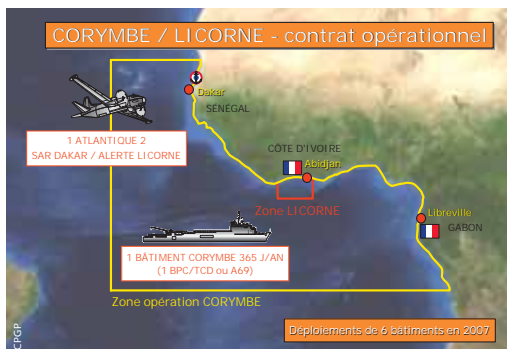 CORYMBE / LICORNE - contrat opérationnel
Dakar
SÉNÉGAL
1 ATLANTIQUE 2
SAR DAKAR / ALERTE LICORNE
CÔTE D'IVOIRE
Abidjan
Zone LICORNE
Libreville
GABON
1 BÂTIMENT CORYMBE 365 J/AN
(1 BPC/TCD ou A69)
Zone opération CORYMBE
Déploiements de 6 bâtiments en 2007
CPGP